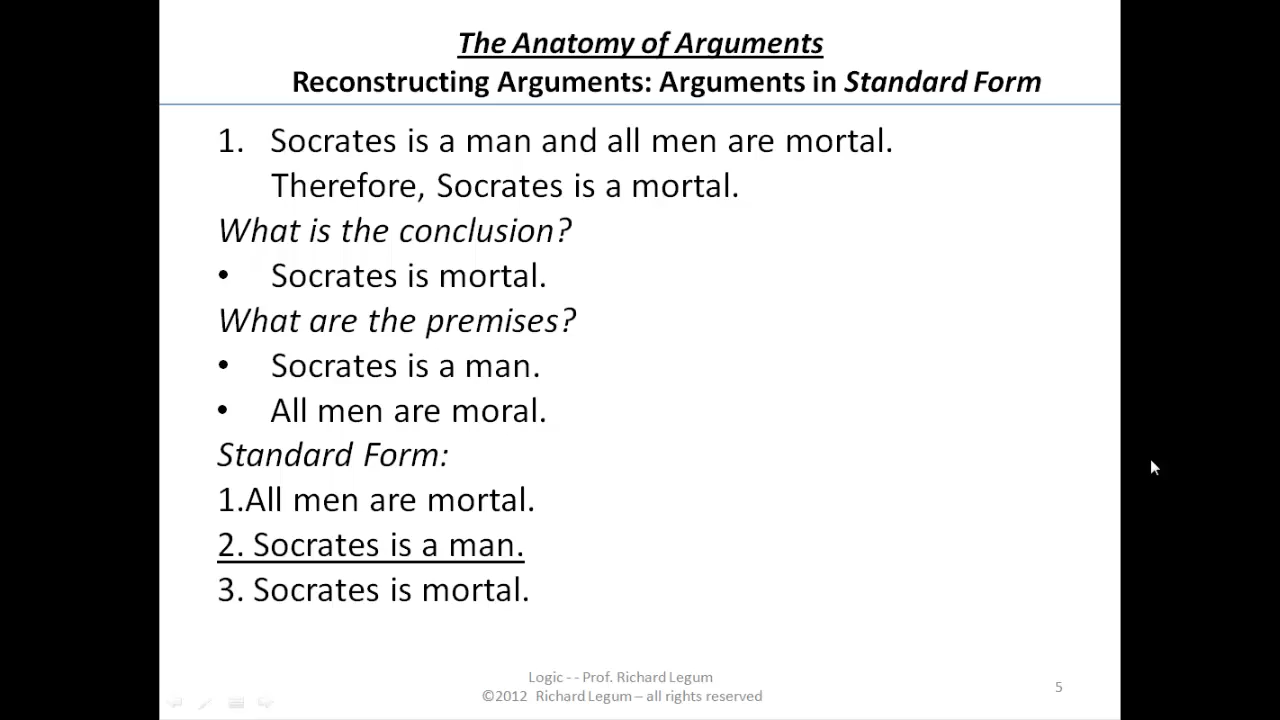 The Anatomy of Arguments
Reconstructing Arguments: Arguments in Standard Form
1. Socrates is a man and all men are mortal.
Therefore, Socrates is a mortal.
What is the conclusion?
• Socrates is mortal.
What are the premises?
• Socrates is a man.
• All men are moral.
Standard Form:
1.All men are mortal.
2. Socrates is a man.
3. Socrates is mortal.
Logic - - Prof. Richard Legum
©2012 Richard Legum – all rights reserved
5